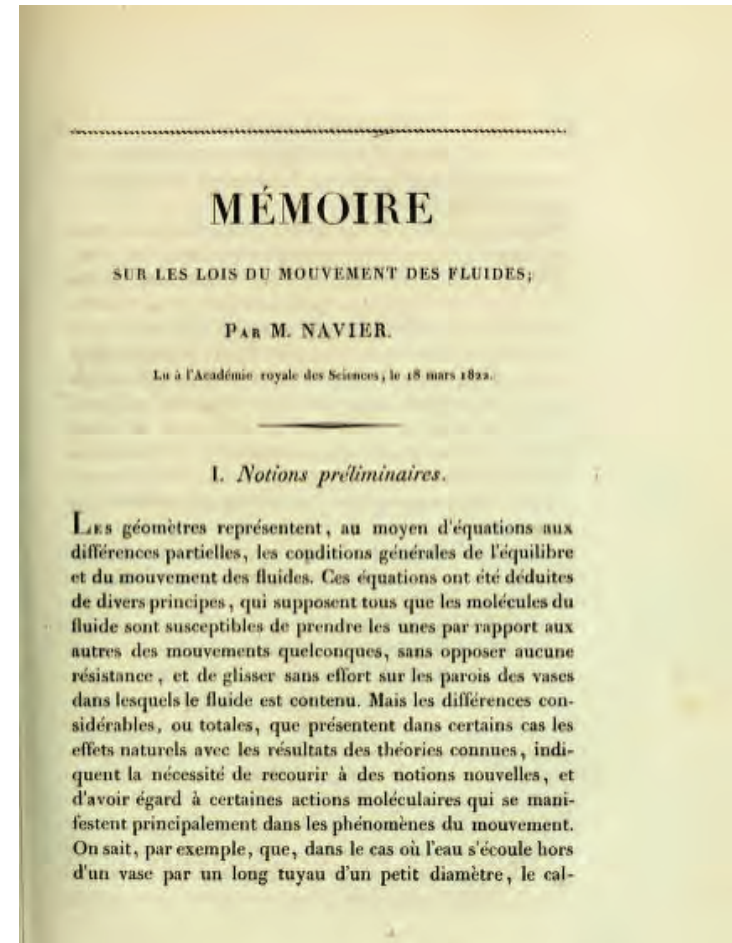 MÉMOIRE
SUR LES LOIS DU MOUVEMENT DES FLUIDES;
PAR M. NAVIER.
Lu à l'Académie royale des Sciences, le 18 mars 1822.
I. Notions préliminaires.
LES géomètres représentent, au moyen d'équations aux
différences partielles, les conditions générales de l'équilibre
et du mouvement des fluides. Ces équations ont été déduites
de divers principes, qui supposent tous que les molécules du
fluide sont susceptibles de prendre les unes par rapport aux
autres des mouvements quelconques, sans opposer aucune
résistance, et de glisser sans effort sur les parois des vases
dans lesquels le fluide est contenu. Mais les différences con-
sidérables, ou totales, que présentent dans certains cas les
effets naturels avec les résultats des théories connues, indi-
quent la nécessité de recourir à des notions nouvelles, et
d'avoir égard à certaines actions moléculaires qui se mani-
festent principalement dans les phénomènes du mouvement.
On sait, par exemple, que, dans le cas où l'eau s'écoule hors
d'un vase par un long tuyau d'un petit diamètre, le cal-